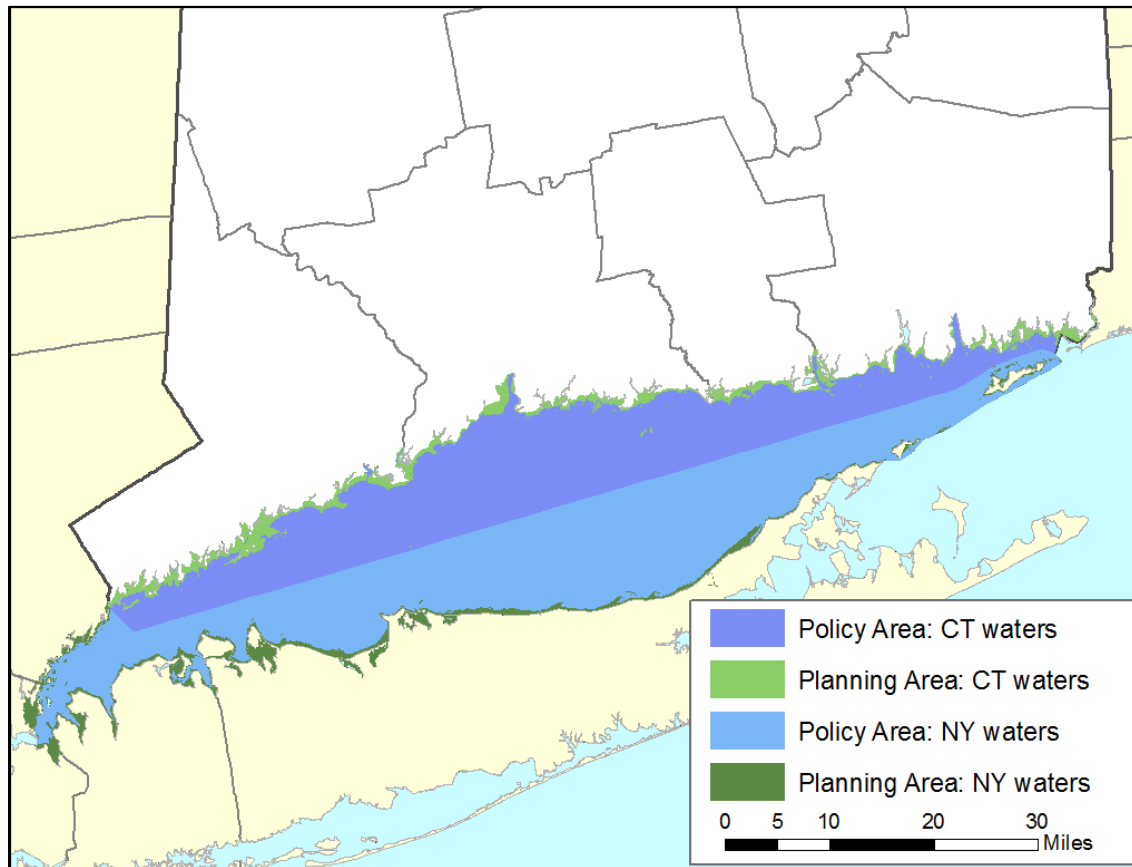 Policy Area: CT waters
Planning Area: CT waters
Policy Area: NY waters
Planning Area: NY waters
0 5 10 20 30
Miles